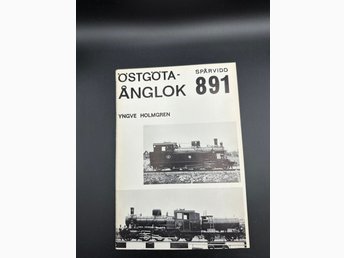 ÖSTGÖTA-
SPÅRVIDD
ÅNGLOK 891
YNGVE HOLMGREN